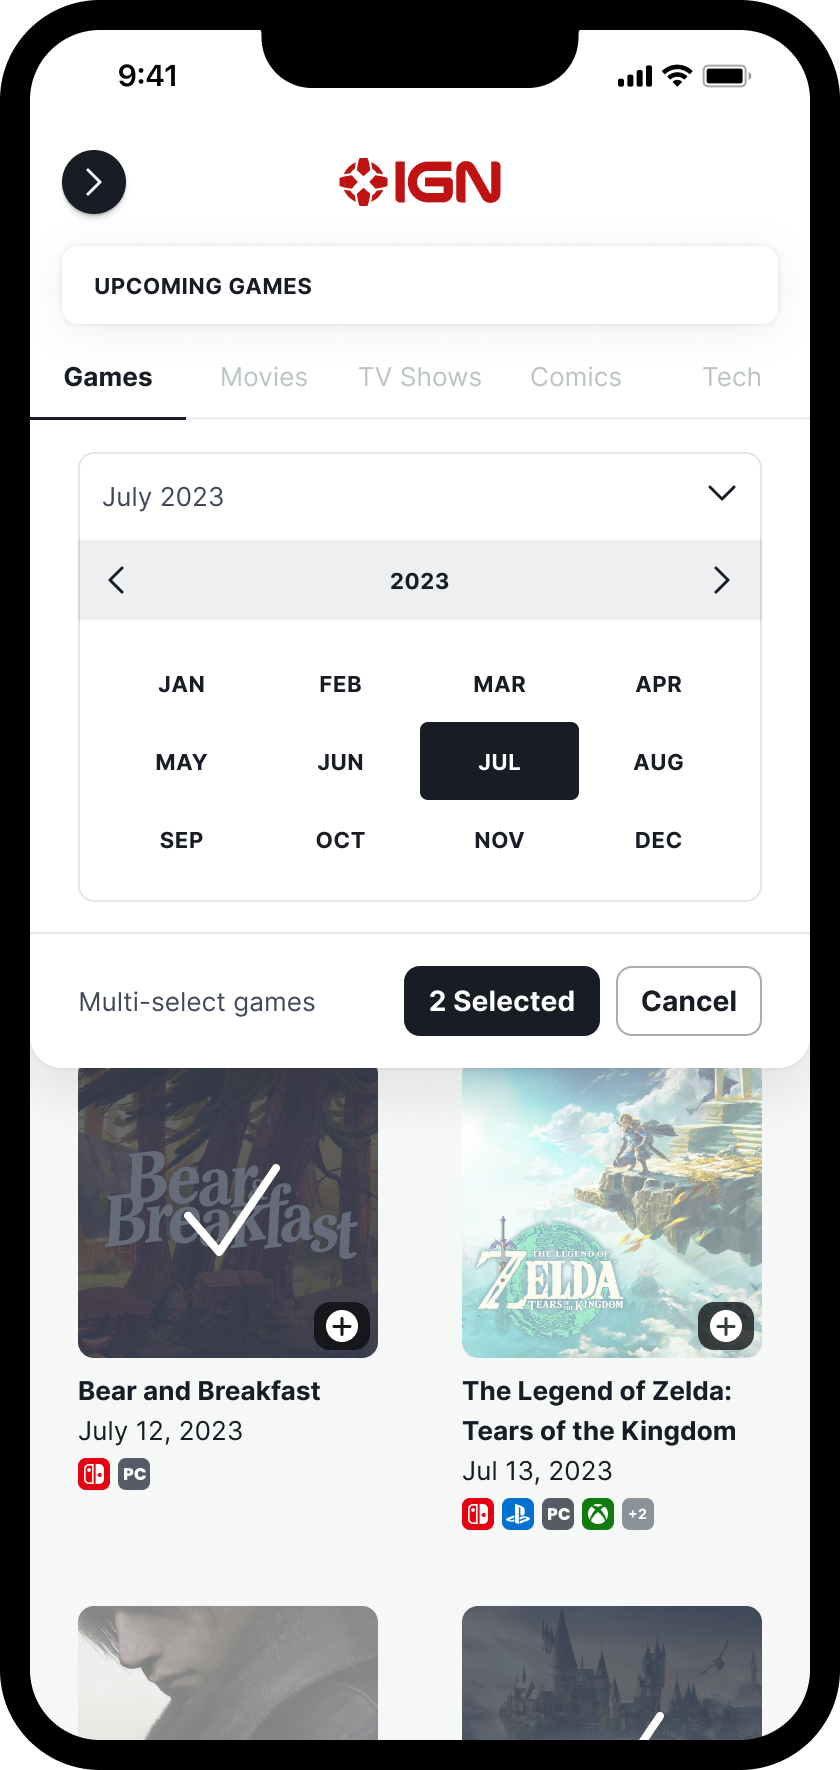 9:41
IGN
UPCOMING GAMES
Games Movies TV Shows Comics Tech
July 2023
2023
JAN FEB MAR APR
MAY JUN JUL AUG
SEP OCT NOV DEC
Multi-select games 2 Selected Cancel
Bear &
Breakfast
THE LEGEND OF
ZELDA
TEARS OF THE KINGDOM
Bear and Breakfast
July 12, 2023
PC
The Legend of Zelda:
Tears of the Kingdom
Jul 13, 2023
PC +2